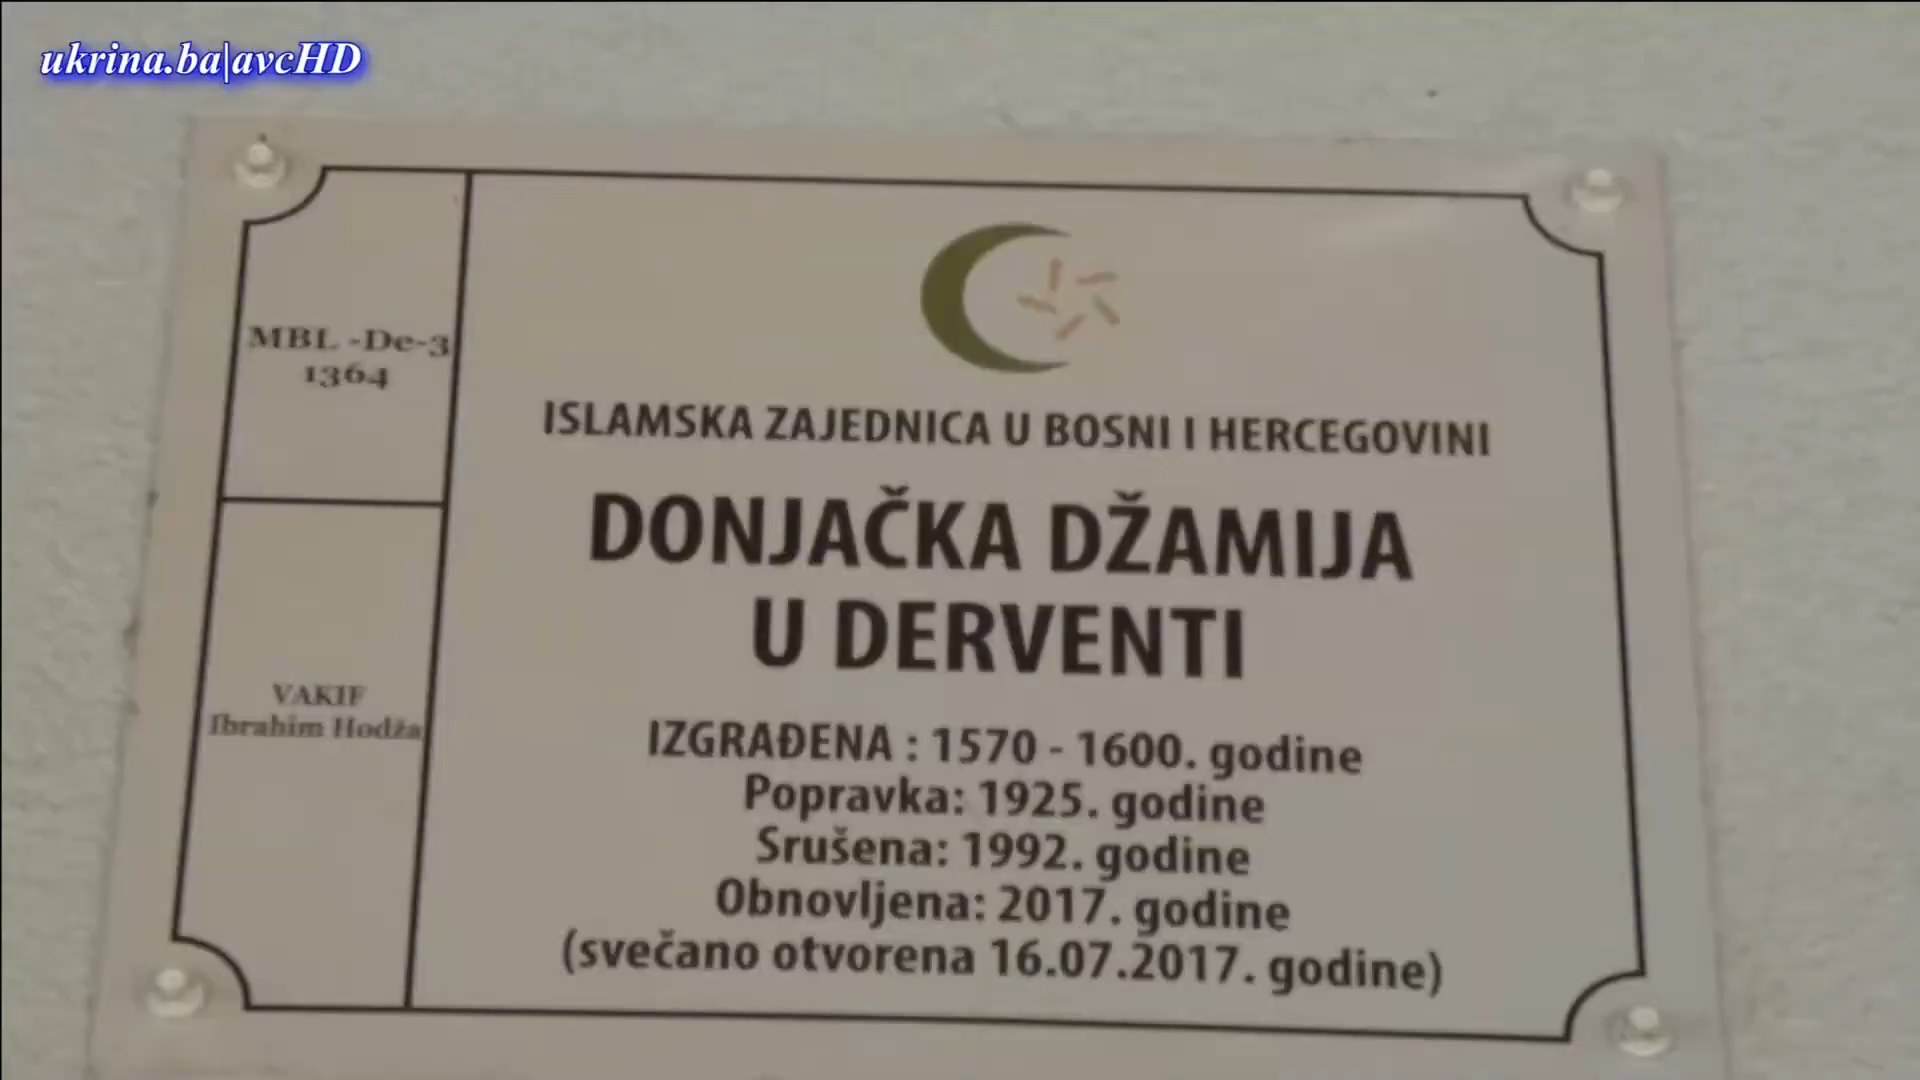 ukrina.ba|avcHD
MBL -De-3
1364
VAKIF
Ibrahim Hodža
ISLAMSKA ZAJEDNICA U BOSNI I HERCEGOVINI
DONJAČKA DŽAMIJA
U DERVENTI
IZGRAĐENA : 1570 - 1600. godine
Popravka: 1925. godine
Srušena: 1992. godine
Obnovljena: 2017. godine
(svečano otvorena 16.07.2017. godine)